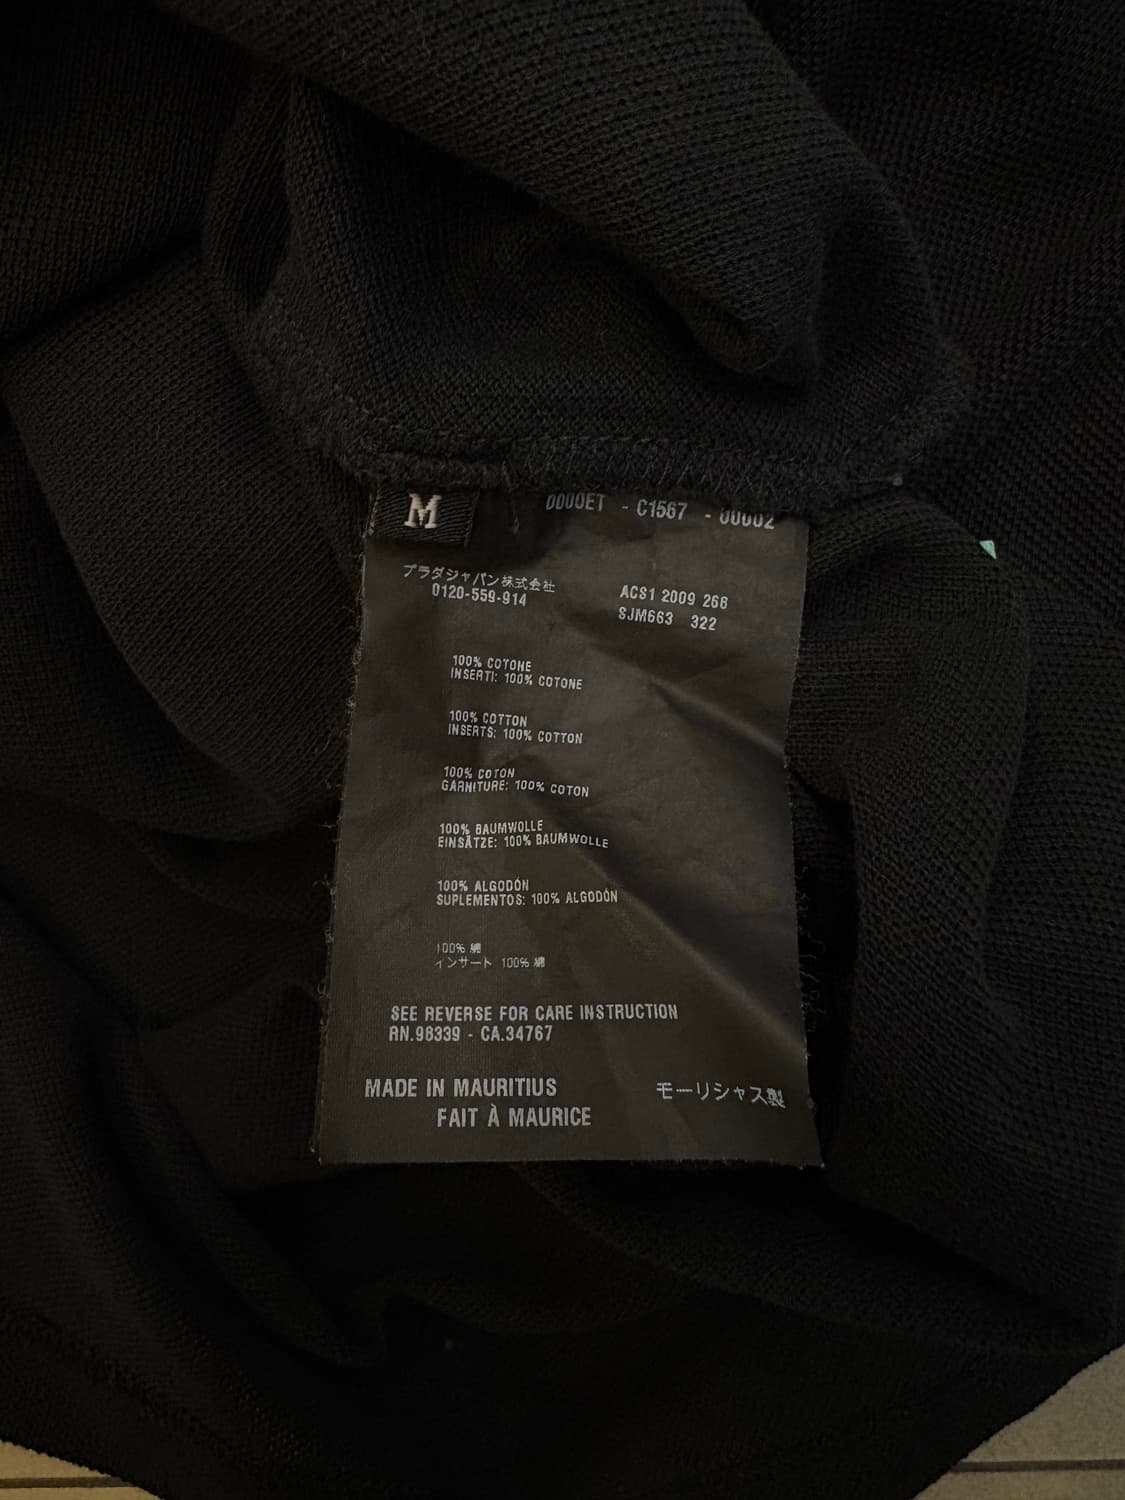 M
0000ET - C1567 - 00002
プラダジャパン株式会社
0120-559-914
ACS1 2009 268
SJM663 322
100% COTONE
INSERTI: 100% COTONE
100% COTTON
INSERTS: 100% COTTON
100% COTON
GARNITURE: 100% COTON
100% BAUMWOLLE
EINSÄTZE: 100% BAUMWOLLE
100% ALGODÓN
SUPLEMENTOS: 100% ALGODÓN
100% 綿
インサート 100% 綿
SEE REVERSE FOR CARE INSTRUCTION
RN.98339 - CA.34767
MADE IN MAURITIUS
FAIT À MAURICE
モーリシャス製